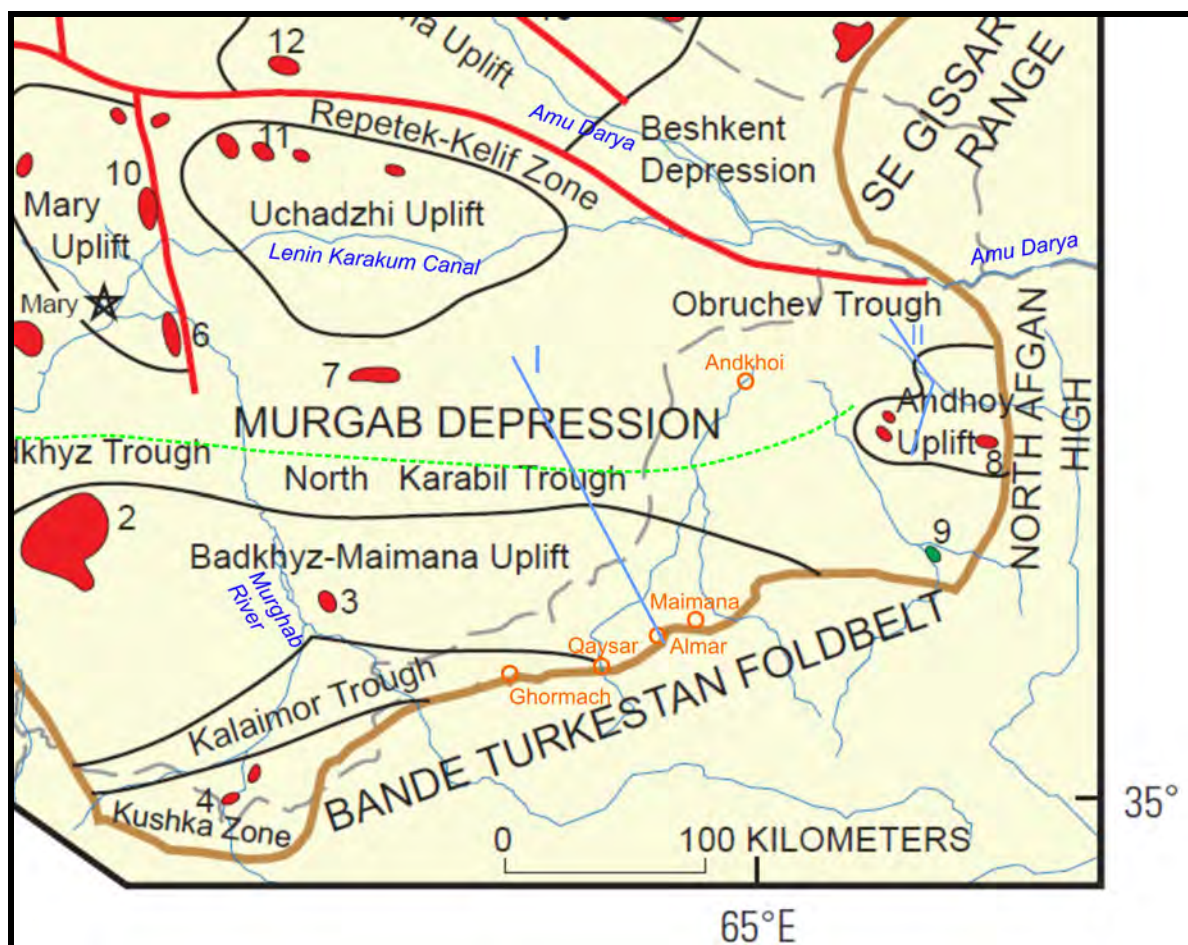 12
na Uplift
SE GISSAR
RANGE
Amu Darya
Beshkent
Depression
Repetek-Kelif Zone
11
10
Mary
Uplift
Uchadzhi Uplift
Lenin Karakum Canal
Amu Darya
Mary
6
Obruchev Trough
II
I
7
Andkhoi
NORTH AFGAN
HIGH
MURGAB DEPRESSION
Andhoy
Uplift
8
dkhyz Trough
North Karabil Trough
2
9
Badkhyz-Maimana Uplift
Murghab
River
3
Maimana
Qaysar
Almar
Ghormach
Kalaimor Trough
BANDE TURKESTAN FOLDBELT
4
Kushka Zone
0
100 KILOMETERS
35°
65°E